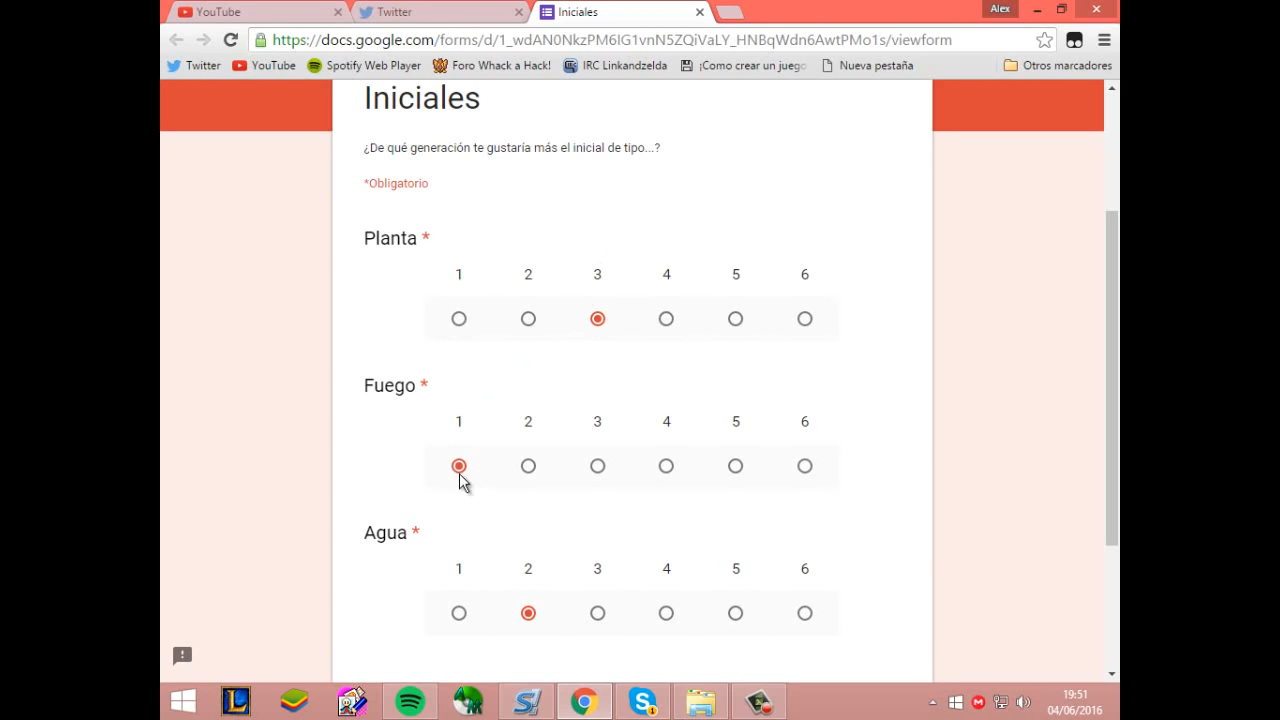 YouTube
Twitter
Iniciales
Alex
https://docs.google.com/forms/d/1_wdAN0NkzPM6IG1vnN5ZQiVaLY_HNBqWdn6AwtPMo1s/viewform
Twitter YouTube Spotify Web Player Foro Whack a Hack! IRC Linkandzelda ¡Como crear un juego Nueva pestaña Otros marcadores
Iniciales
¿De qué generación te gustaría más el inicial de tipo...?
*Obligatorio
Planta *
1 2 3 4 5 6
Fuego *
1 2 3 4 5 6
Agua *
1 2 3 4 5 6
19:51
04/06/2016